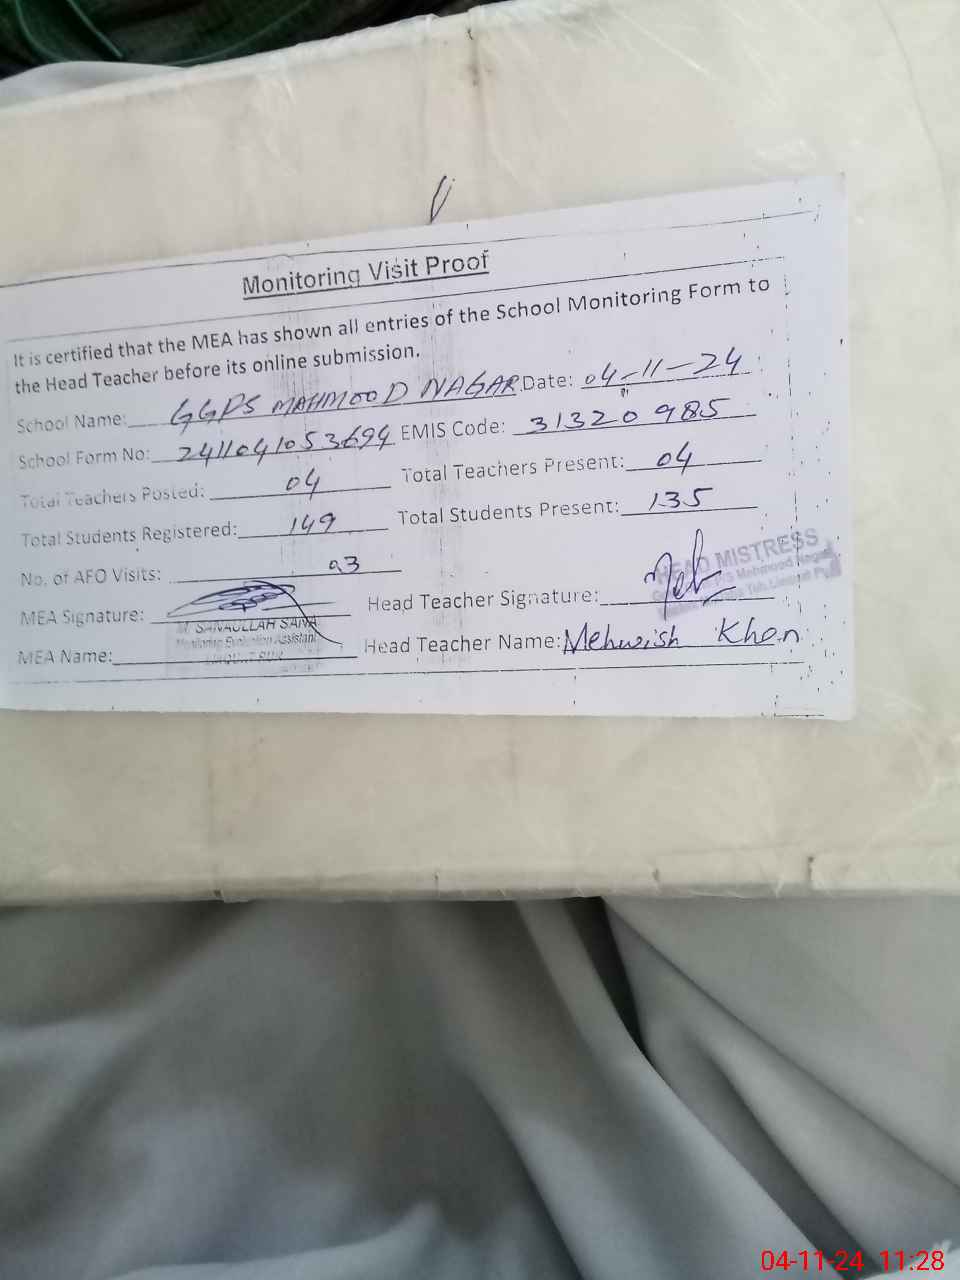 Monitoring Visit Proof
It is certified that the MEA has shown all entries of the School Monitoring Form to
the Head Teacher before its online submission.
School Name: GGPS MAHMOOD NAGAR Date: 04-11-24
School Form No: 2411041053694 EMIS Code: 31320985
Total Teachers Posted: 04 Total Teachers Present: 04
Total Students Registered: 149 Total Students Present: 135
No. of AFO Visits: 03
HEAD MISTRESS
Mehmood Nagar
MEA Signature: Head Teacher Signature:
M. SANAULLAH
Monitoring Evaluation Assistant
MEA Name: Head Teacher Name: Mehwish Khan
04-11-24 11:28